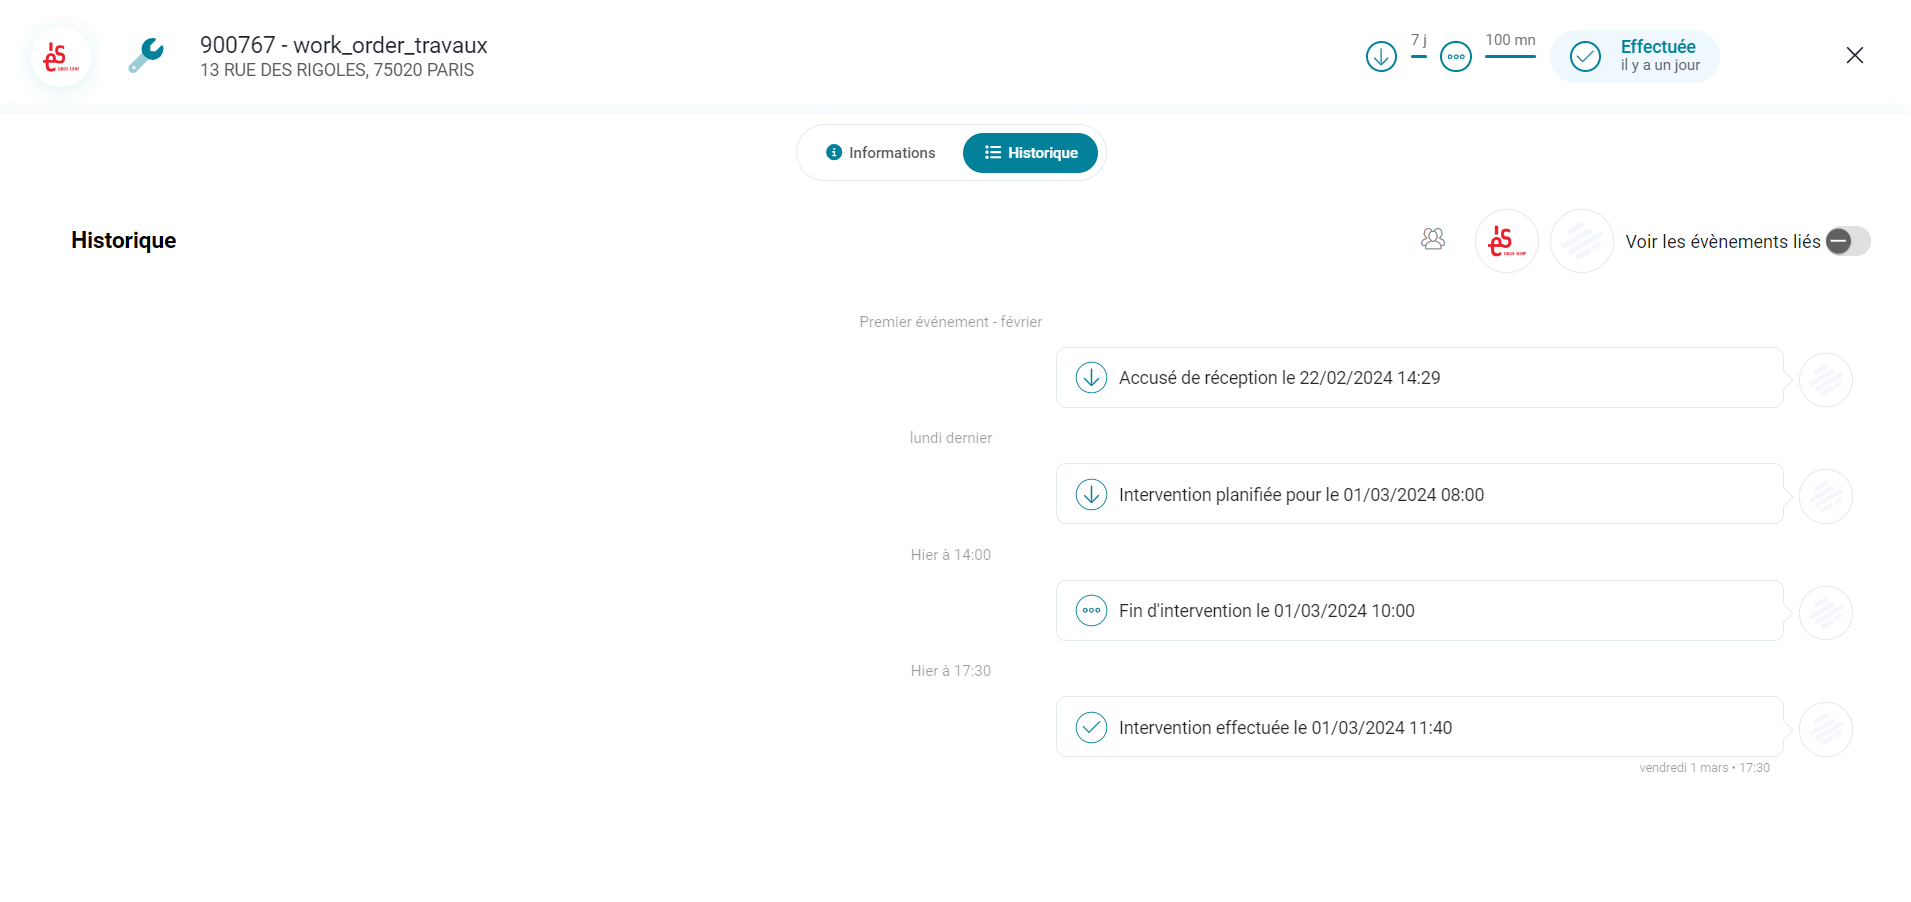 900767 - work_order_travaux
13 RUE DES RIGOLES, 75020 PARIS
7 j
100 mn
Effectuée
il y a un jour
Informations
Historique
Historique
Voir les évènements liés
Premier événement - février
Accusé de réception le 22/02/2024 14:29
lundi dernier
Intervention planifiée pour le 01/03/2024 08:00
Hier à 14:00
Fin d'intervention le 01/03/2024 10:00
Hier à 17:30
Intervention effectuée le 01/03/2024 11:40
vendredi 1 mars • 17:30